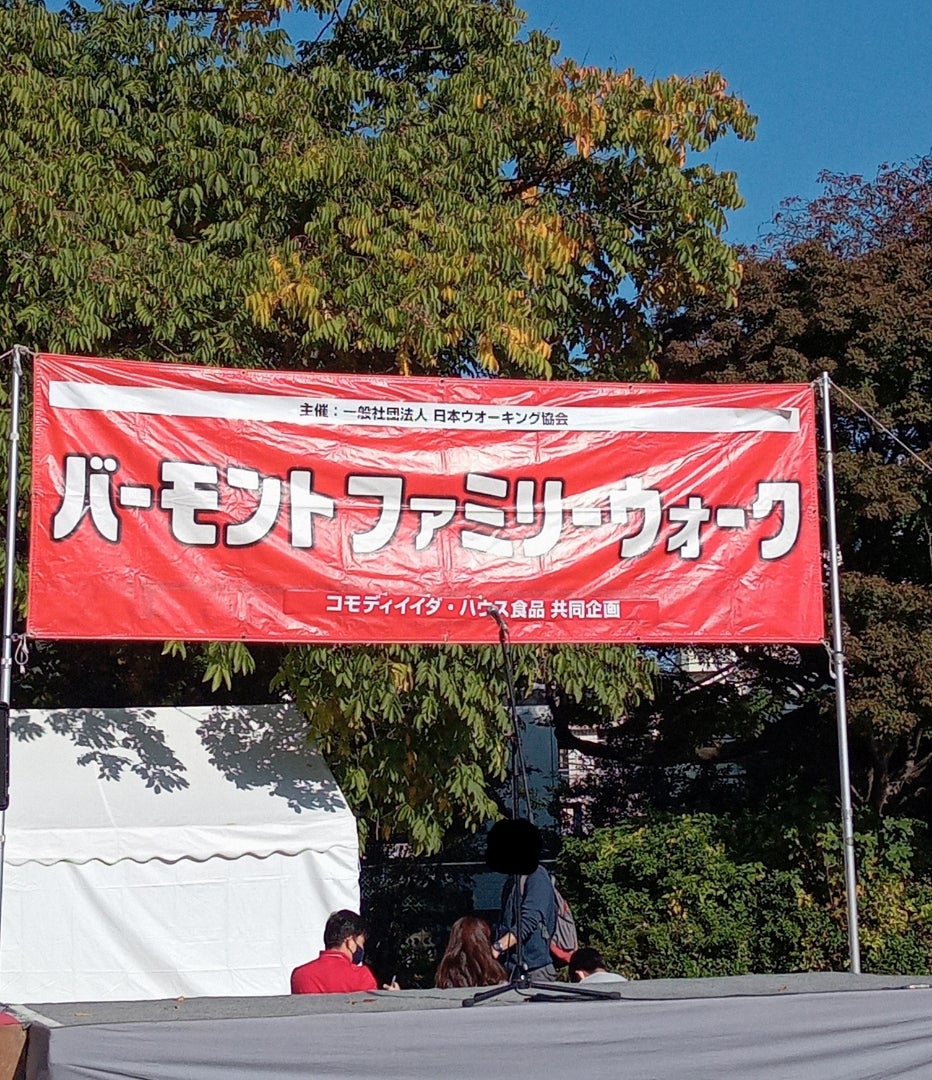 主催：一般社団法人 日本ウオーキング協会
バーモントファミリーウォーク
コモディイイダ・ハウス食品 共同企画